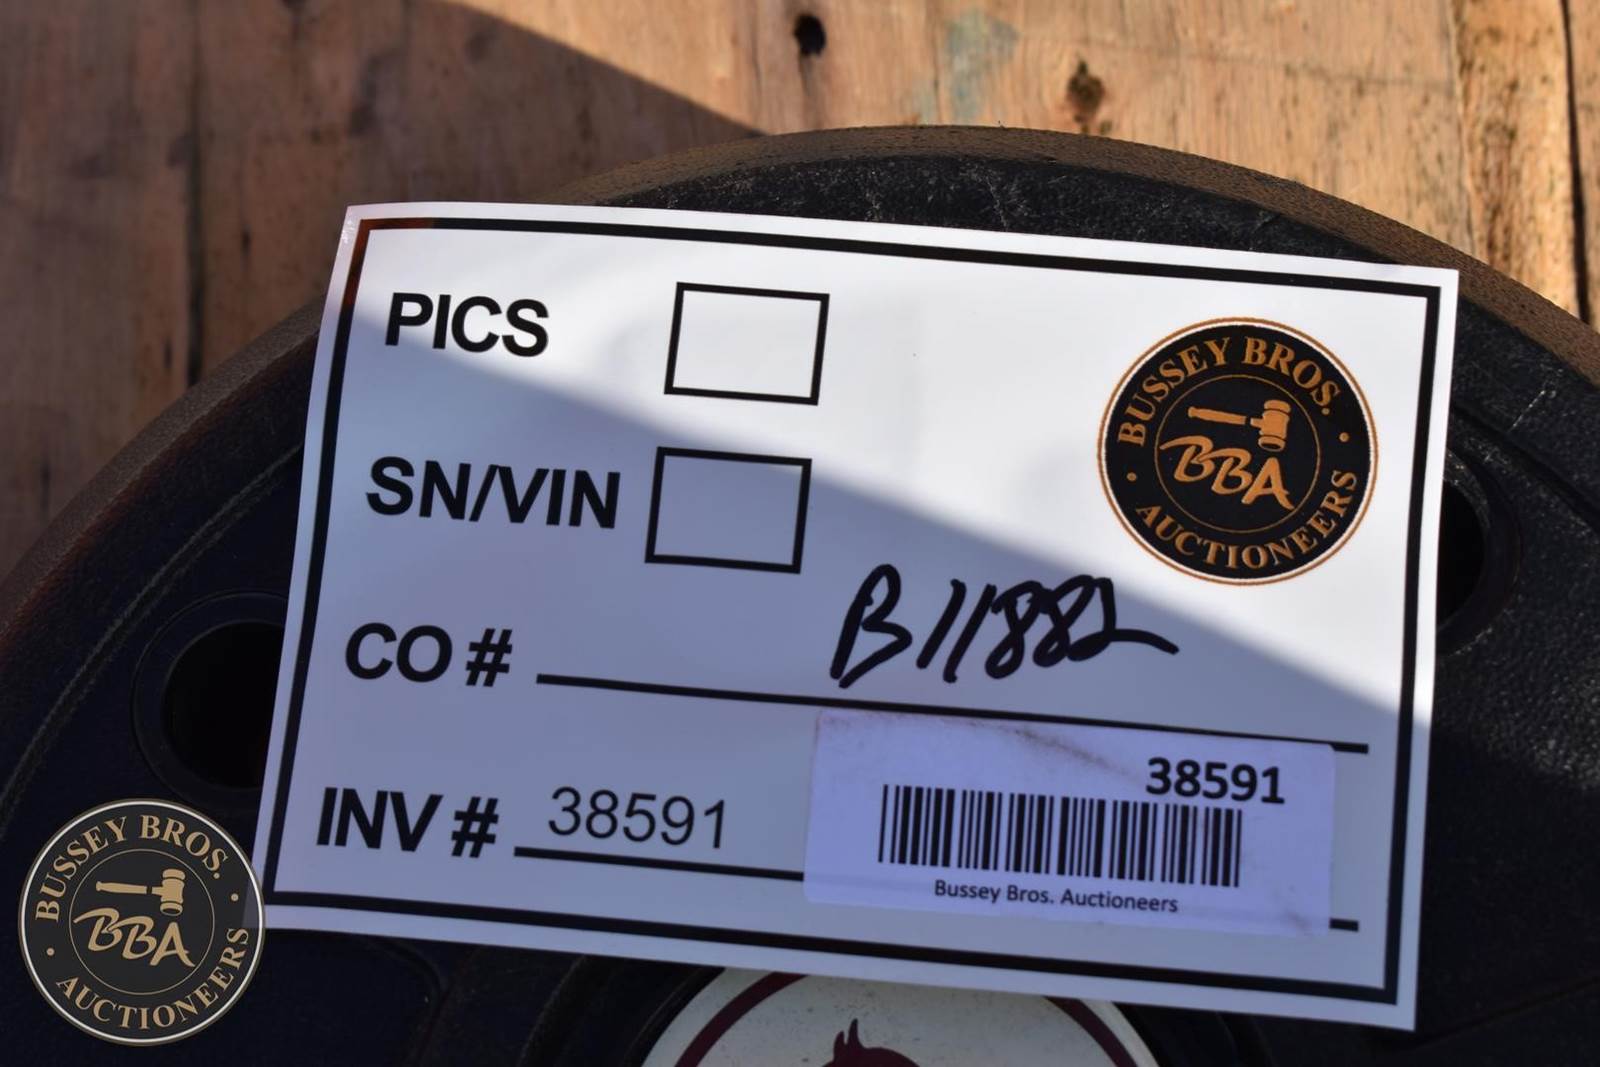 PICS
SN/VIN
CO # B11882
INV # 38591
BUSSEY BROS.
BBA
AUCTIONEERS
38591
Bussey Bros. Auctioneers
BUSSEY BROS.
BBA
AUCTIONEERS